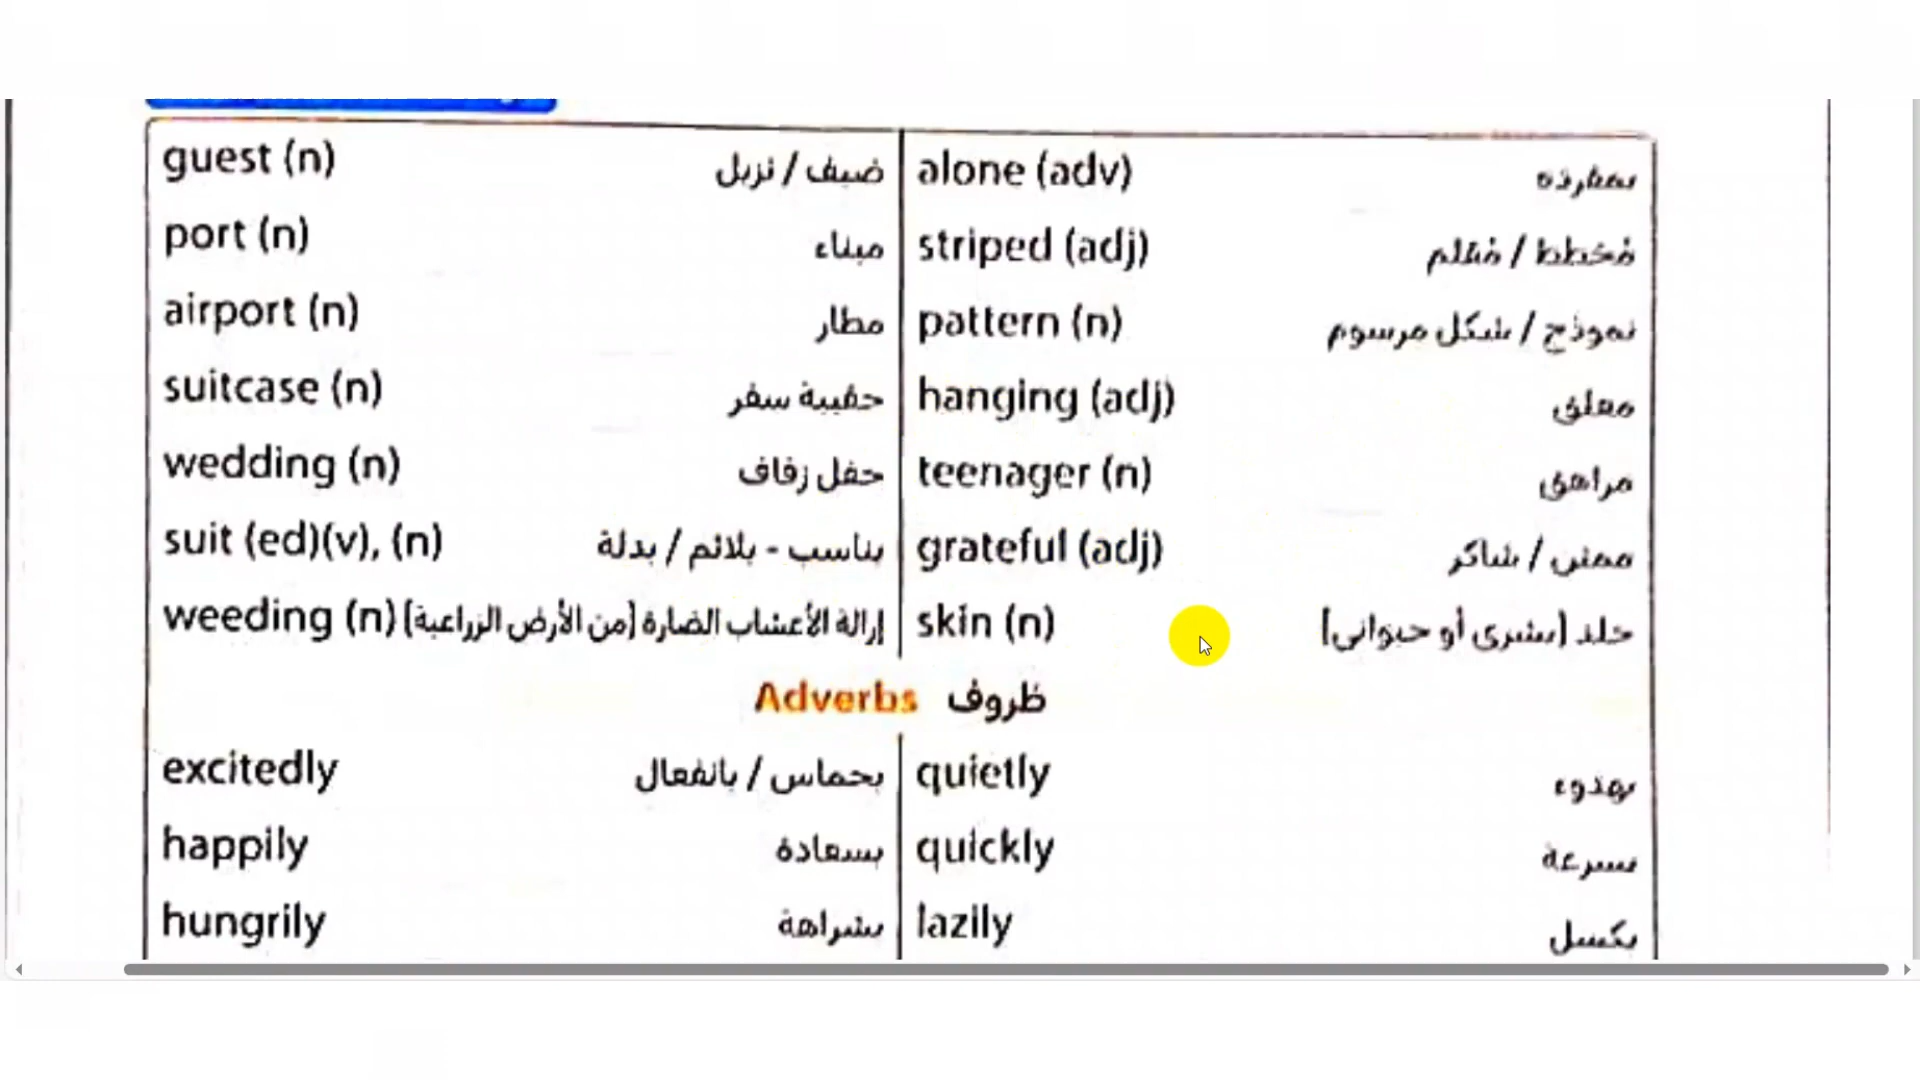 guest (n) ضيف / نزيل
alone (adv) بمفرده
port (n) ميناء
striped (adj) مُخطط / مُقلم
airport (n) مطار
pattern (n) نموذج / شكل مرسوم
suitcase (n) حقيبة سفر
hanging (adj) معلق
wedding (n) حفل زفاف
teenager (n) مراهق
suit (ed)(v), (n) يناسب - يلائم / بدلة
grateful (adj) ممتن / شاكر
weeding (n) إزالة الأعشاب الضارة (من الأرض الزراعية)
skin (n) جلد (بشرى أو حيوانى)
Adverbs ظروف
excitedly بحماس / بانفعال
quietly بهدوء
happily بسعادة
quickly بسرعة
hungrily بشراهة
lazily بكسل